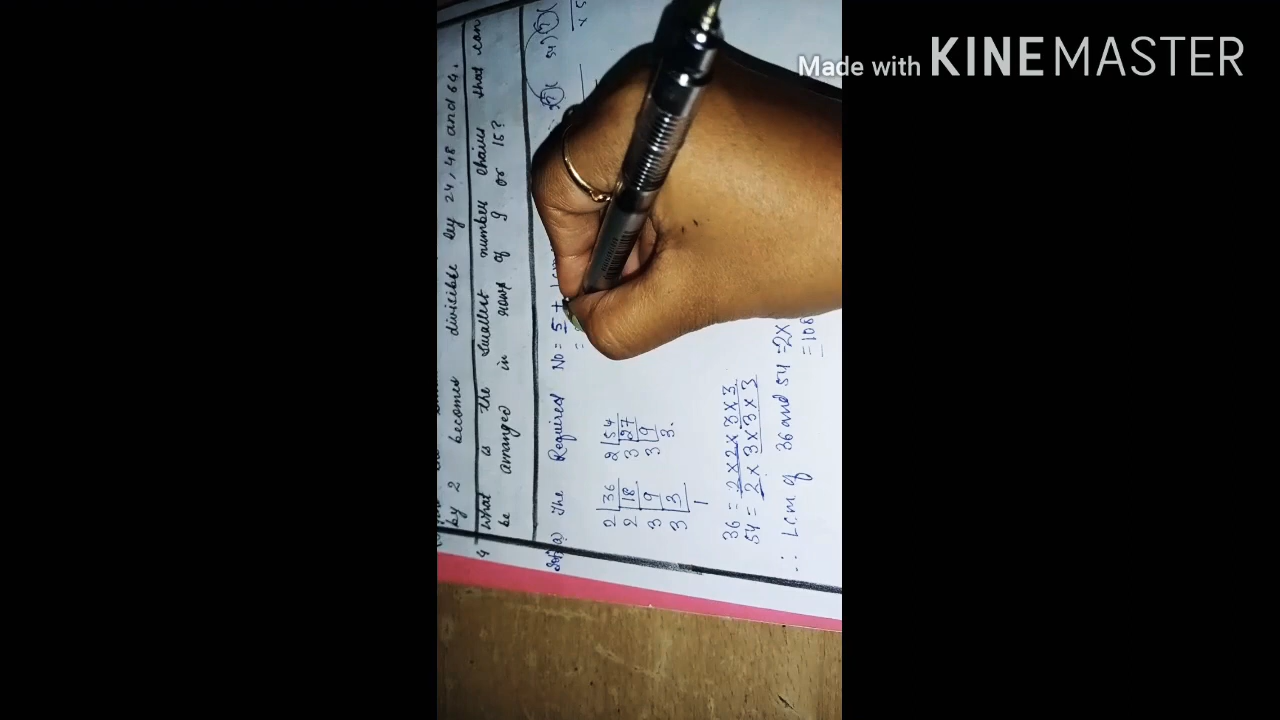 Made with KINEMASTER
by 2 becomes divisible by 24, 48 and 64.
4 What is the smallest number chairs that can
be arranged in rows of 9 or 15?
Sol. a) The Required No = 5 +
=
2 | 36
2 | 18
3 | 9
3 | 3
1
2 | 54
3 | 27
3 | 9
3.
36 = 2 × 2 × 3 × 3
54 = 2 × 3 × 3 × 3
∴ Lcm of 36 and 54 = 2×
= 108